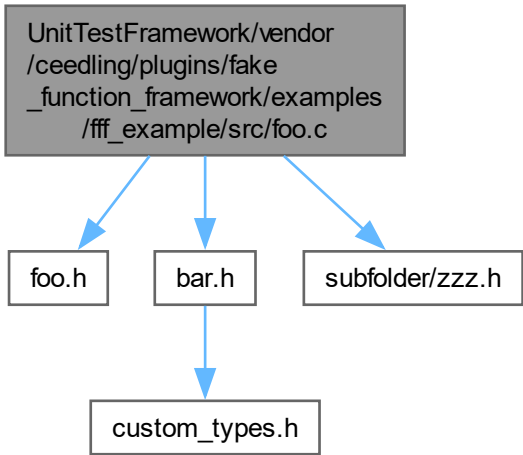 UnitTestFramework/vendor
/ceedling/plugins/fake
_function_framework/examples
/fff_example/src/foo.c
foo.h
bar.h
subfolder/zzz.h
custom_types.h